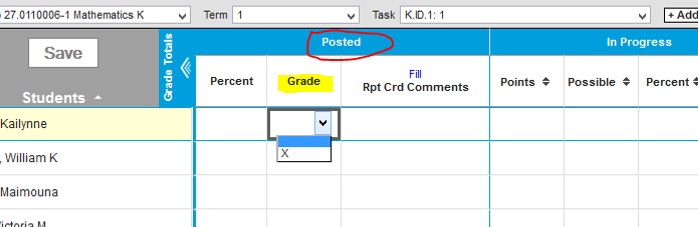 27.0110006-1 Mathematics K Term 1 Task K.ID.1: 1 + Add
Save Grade Totals Posted In Progress
Students Percent Grade Fill Rpt Crd Comments Points Possible Percent
Kailynne
X
, William K
Maimouna